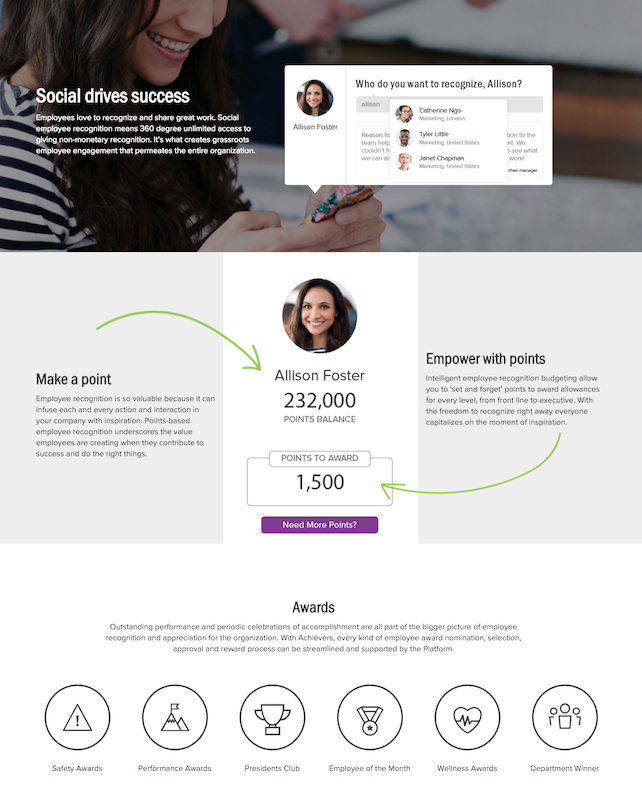 Social drives success
Employees love to recognize and share great work. Social
employee recognition means 360 degree unlimited access to
giving non-monetary recognition. It's what creates grassroots
employee engagement that permeates the entire organization.
Allison Foster
Who do you want to recognize, Allison?
allison
Catherine Ngo
Marketing, London
Tyler Little
Marketing, United States
Janet Chapman
Marketing, United States
Reason fo
team help
couldn't h
we can do
tion to the
nt. We
o see what
work!
their manager
Make a point
Employee recognition is so valuable because it can
infuse each and every action and interaction in
your company with inspiration. Points-based
employee recognition underscores the value
employees are creating when they contribute to
success and do the right things.
Allison Foster
232,000
POINTS BALANCE
POINTS TO AWARD
1,500
Need More Points?
Empower with points
Intelligent employee recognition budgeting allow
you to 'set and forget' points to award allowances
for every level, from front line to executive. With
the freedom to recognize right away everyone
capitalizes on the moment of inspiration.
Awards
Outstanding performance and periodic celebrations of accomplishment are all part of the bigger picture of employee
recognition and appreciation for the organization. With Achievers, every kind of employee award nomination, selection,
approval and reward process can be streamlined and supported by the Platform.
Safety Awards
Performance Awards
Presidents Club
Employee of the Month
Wellness Awards
Department Winner